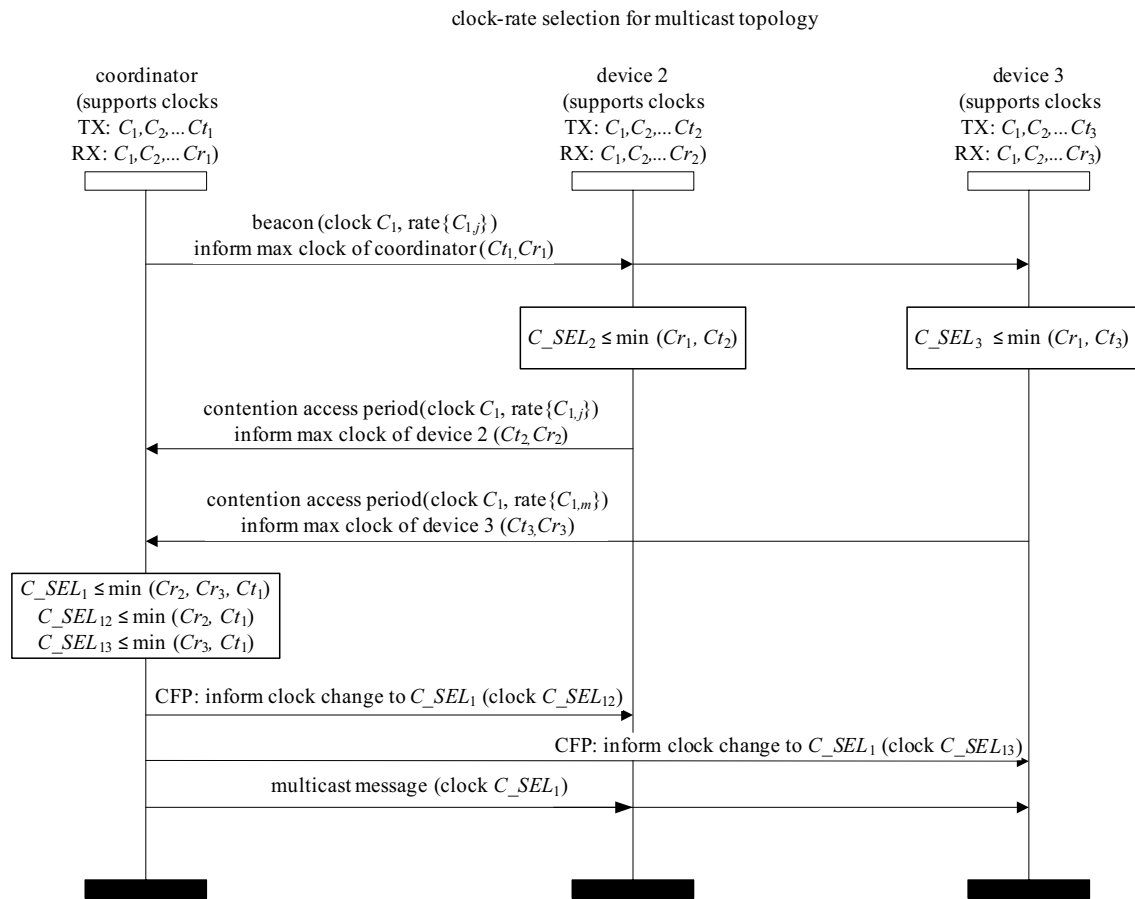 clock-rate selection for multicast topology
coordinator
(supports clocks
TX: C₁,C₂,... Ct₁
RX: C₁,C₂,... Cr₁)
device 2
(supports clocks
TX: C₁,C₂,... Ct₂
RX: C₁,C₂,... Cr₂)
device 3
(supports clocks
TX: C₁,C₂,... Ct₃
RX: C₁,C₂,... Cr₃)
beacon (clock C₁, rate{C₁,ⱼ})
inform max clock of coordinator (Ct₁,Cr₁)
C_SEL₂ ≤ min (Cr₁, Ct₂)
C_SEL₃ ≤ min (Cr₁, Ct₃)
contention access period(clock C₁, rate{C₁,ⱼ})
inform max clock of device 2 (Ct₂,Cr₂)
contention access period(clock C₁, rate{C₁,ₘ})
inform max clock of device 3 (Ct₃,Cr₃)
C_SEL₁ ≤ min (Cr₂, Cr₃, Ct₁)
C_SEL₁₂ ≤ min (Cr₂, Ct₁)
C_SEL₁₃ ≤ min (Cr₃, Ct₁)
CFP: inform clock change to C_SEL₁ (clock C_SEL₁₂)
CFP: inform clock change to C_SEL₁ (clock C_SEL₁₃)
multicast message (clock C_SEL₁)